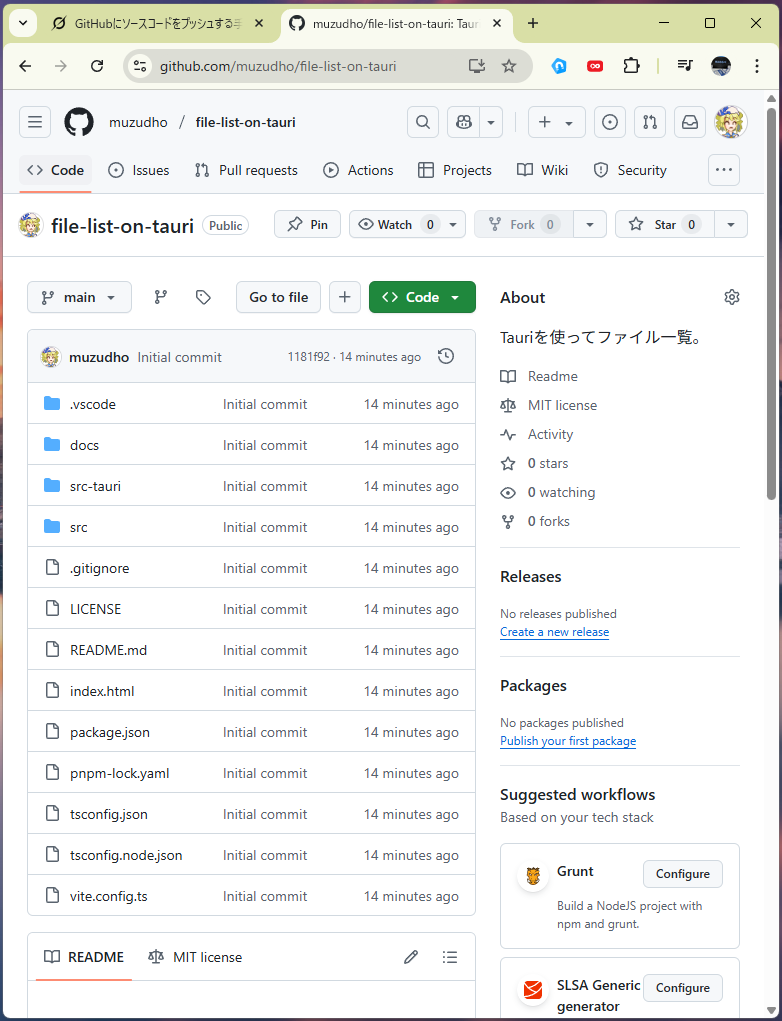 GitHubにソースコードをプッシュする手
muzudho/file-list-on-tauri: Taur
github.com/muzudho/file-list-on-tauri
muzudho / file-list-on-tauri
Code Issues Pull requests Actions Projects Wiki Security
file-list-on-tauri Public Pin Watch 0 Fork 0 Star 0
main Go to file Code
muzudho Initial commit 1181f92 · 14 minutes ago
.vscode Initial commit 14 minutes ago
docs Initial commit 14 minutes ago
src-tauri Initial commit 14 minutes ago
src Initial commit 14 minutes ago
.gitignore Initial commit 14 minutes ago
LICENSE Initial commit 14 minutes ago
README.md Initial commit 14 minutes ago
index.html Initial commit 14 minutes ago
package.json Initial commit 14 minutes ago
pnpm-lock.yaml Initial commit 14 minutes ago
tsconfig.json Initial commit 14 minutes ago
tsconfig.node.json Initial commit 14 minutes ago
vite.config.ts Initial commit 14 minutes ago
README MIT license
About
Tauriを使ってファイル一覧。
Readme
MIT license
Activity
0 stars
0 watching
0 forks
Releases
No releases published
Create a new release
Packages
No packages published
Publish your first package
Suggested workflows
Based on your tech stack
Grunt Configure
Build a NodeJS project with
npm and grunt.
SLSA Generic Configure
generator